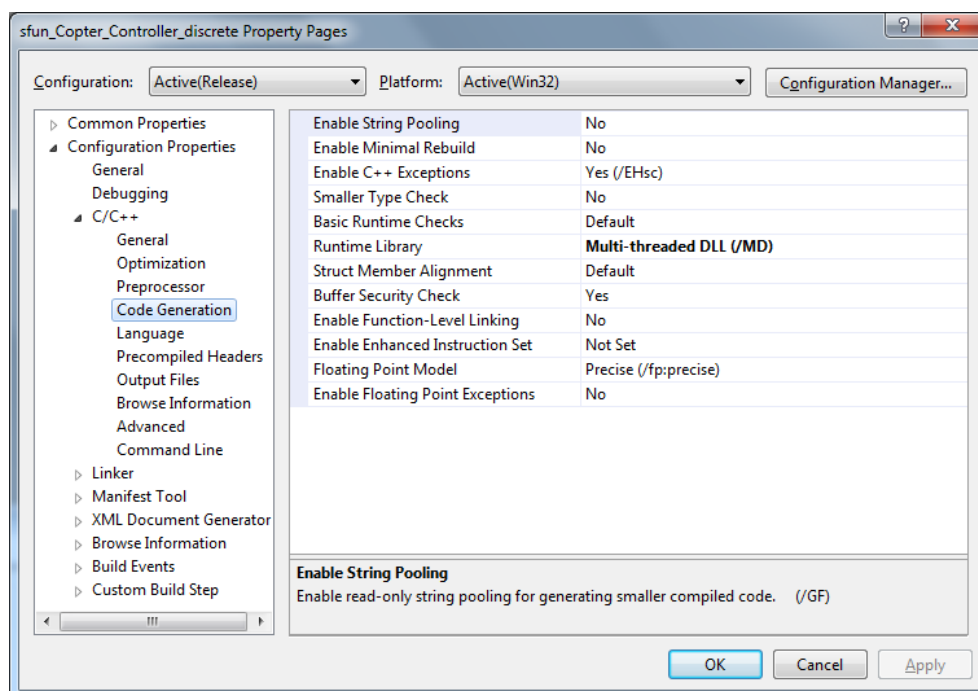 sfun_Copter_Controller_discrete Property Pages
Configuration: Active(Release) Platform: Active(Win32) Configuration Manager...
Common Properties
Configuration Properties
General
Debugging
C/C++
General
Optimization
Preprocessor
Code Generation
Language
Precompiled Headers
Output Files
Browse Information
Advanced
Command Line
Linker
Manifest Tool
XML Document Generator
Browse Information
Build Events
Custom Build Step
Enable String Pooling No
Enable Minimal Rebuild No
Enable C++ Exceptions Yes (/EHsc)
Smaller Type Check No
Basic Runtime Checks Default
Runtime Library Multi-threaded DLL (/MD)
Struct Member Alignment Default
Buffer Security Check Yes
Enable Function-Level Linking No
Enable Enhanced Instruction Set Not Set
Floating Point Model Precise (/fp:precise)
Enable Floating Point Exceptions No
Enable String Pooling
Enable read-only string pooling for generating smaller compiled code. (/GF)
OK Cancel Apply